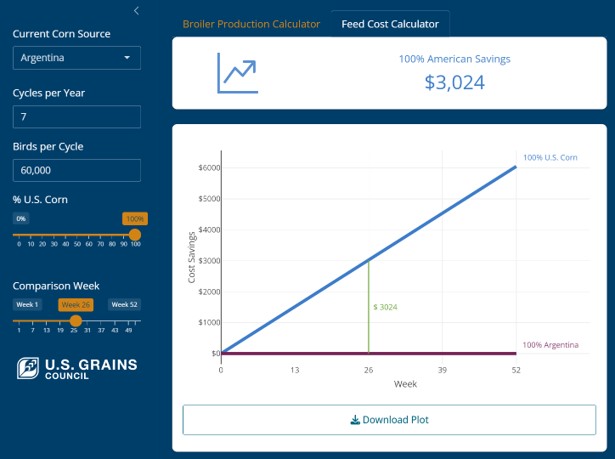 Current Corn Source
Argentina
Cycles per Year
7
Birds per Cycle
60,000
% U.S. Corn
0%
100%
0 10 20 30 40 50 60 70 80 90 100
Comparison Week
Week 1
Week 26
Week 52
1 7 13 19 25 31 37 43 49
U.S. GRAINS
COUNCIL
Broiler Production Calculator
Feed Cost Calculator
100% American Savings
$3,024
100% U.S. Corn
$6000
$5000
$4000
$3000
$2000
$1000
$0
Cost Savings
$ 3024
100% Argentina
0 13 26 39 52
Week
Download Plot